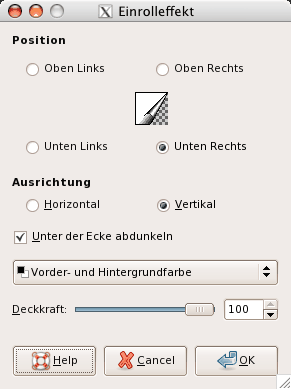 Einrolleffekt
Position
Oben Links Oben Rechts
Unten Links Unten Rechts
Ausrichtung
Horizontal Vertikal
Unter der Ecke abdunkeln
Vorder- und Hintergrundfarbe
Deckkraft: 100
Help Cancel OK